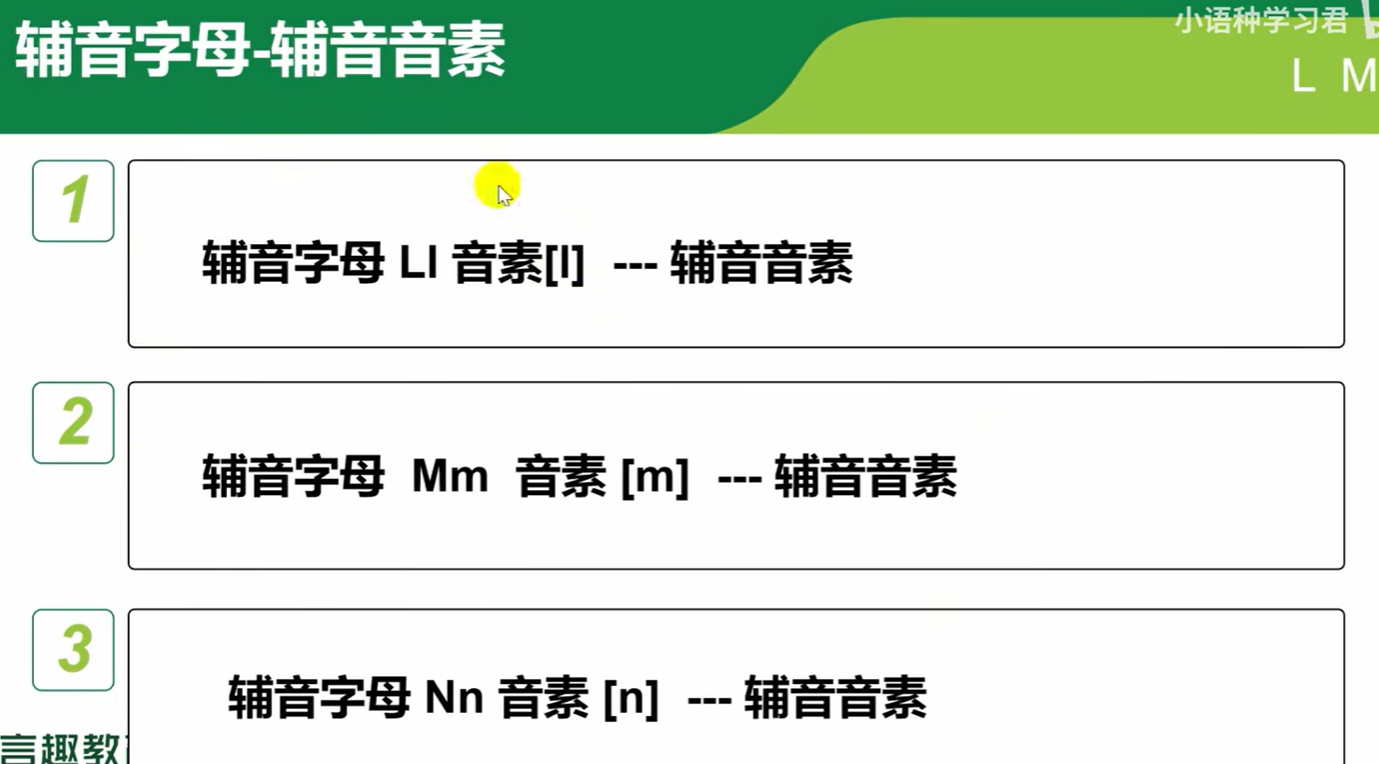 小语种学习君
辅音字母-辅音音素
L M
1
辅音字母 Ll 音素[l] --- 辅音音素
2
辅音字母 Mm 音素 [m] --- 辅音音素
3
辅音字母 Nn 音素 [n] --- 辅音音素
言趣教